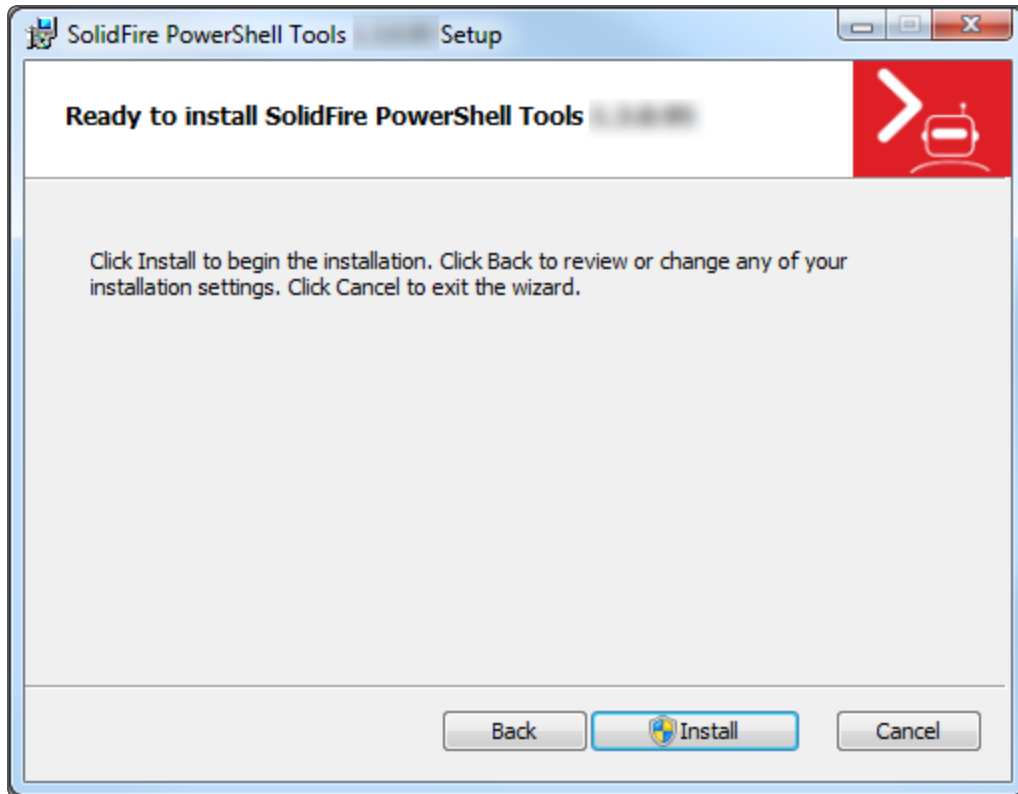 SolidFire PowerShell Tools Setup
Ready to install SolidFire PowerShell Tools
Click Install to begin the installation. Click Back to review or change any of your
installation settings. Click Cancel to exit the wizard.
Back
Install
Cancel